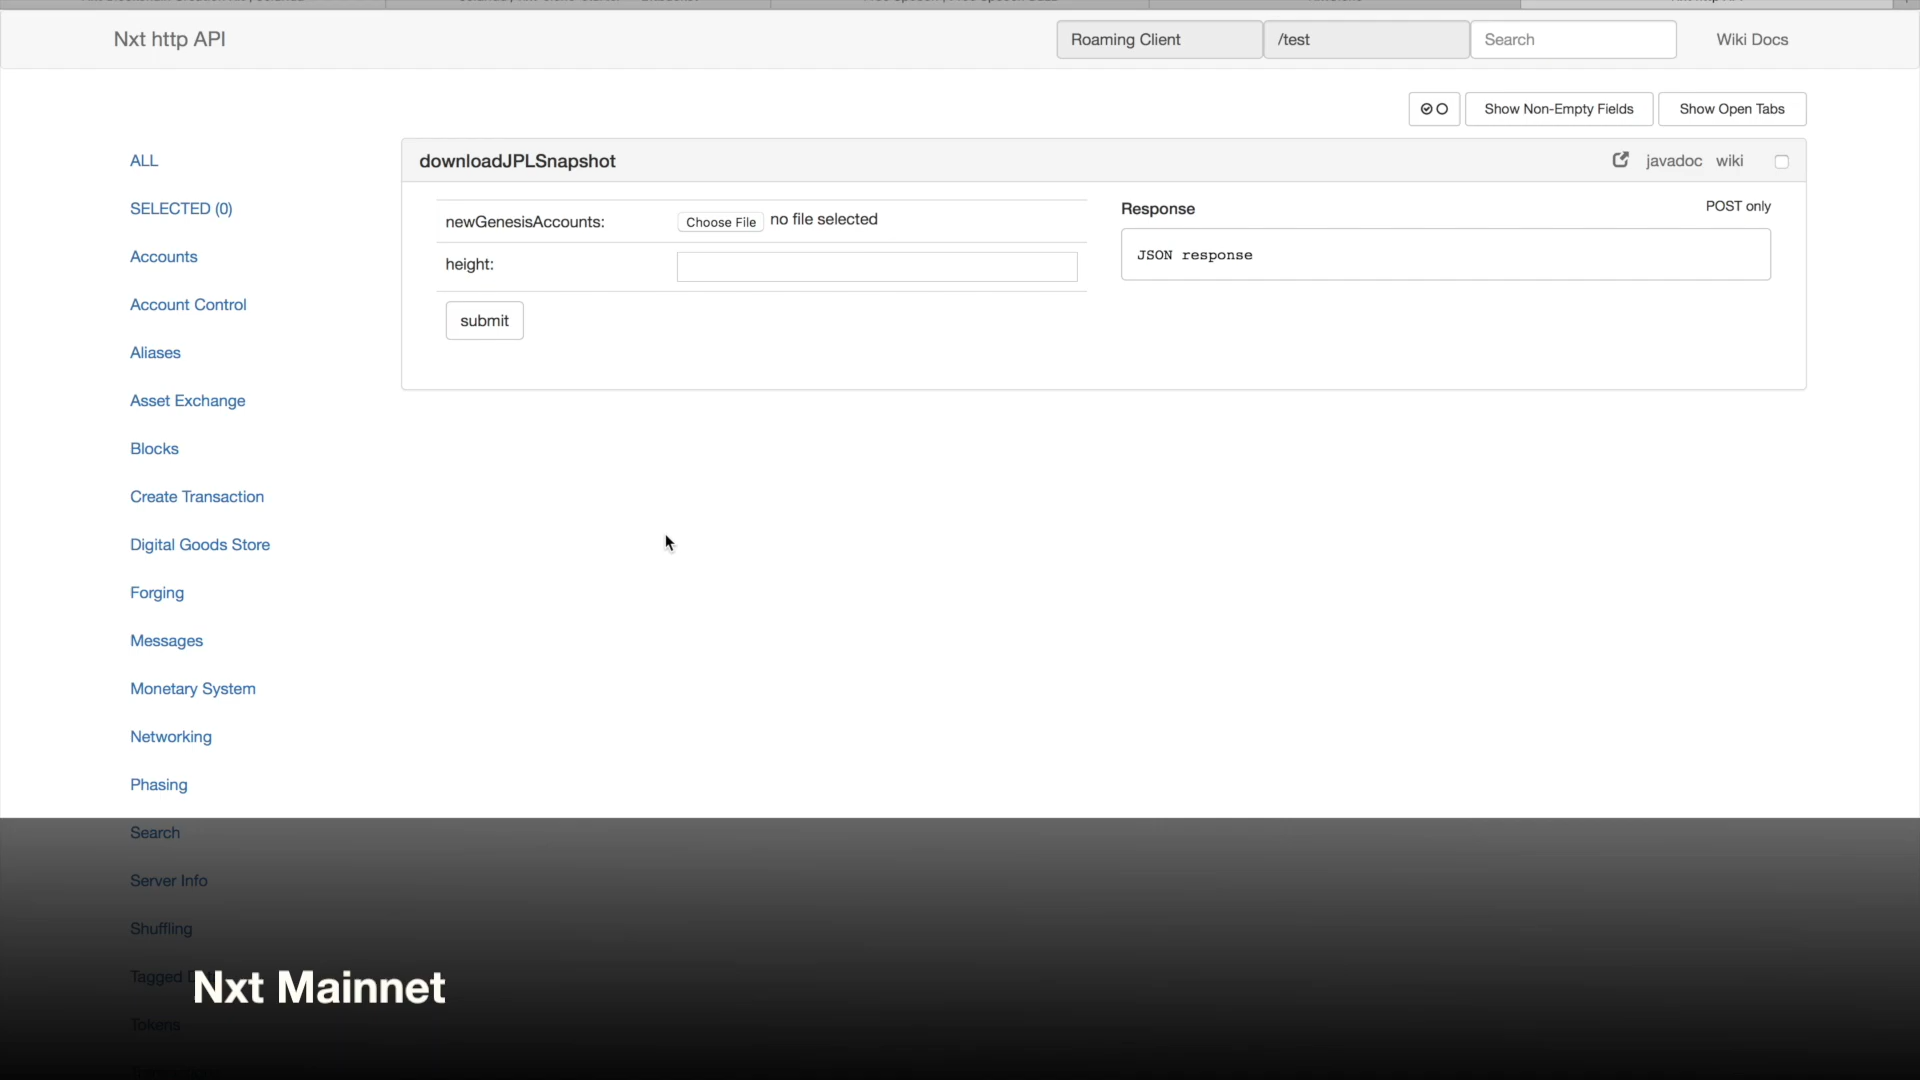 Nxt http API
Roaming Client
/test
Search
Wiki Docs
Show Non-Empty Fields
Show Open Tabs
ALL
SELECTED (0)
Accounts
Account Control
Aliases
Asset Exchange
Blocks
Create Transaction
Digital Goods Store
Forging
Messages
Monetary System
Networking
Phasing
Search
Server Info
Shuffling
Tagged
Tokens
downloadJPLSnapshot
javadoc
wiki
newGenesisAccounts:
Choose File no file selected
height:
submit
Response
POST only
JSON response
Nxt Mainnet